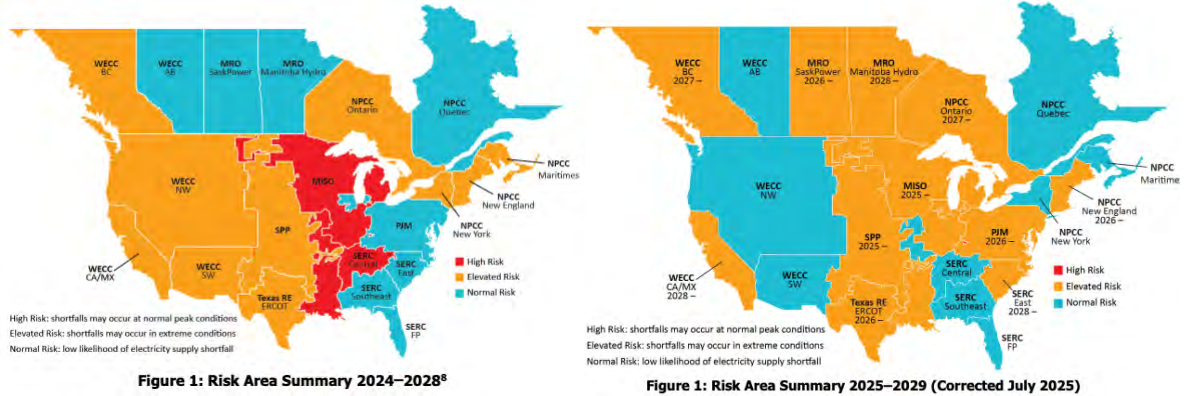 WECC
BC
WECC
AB
MRO
SaskPower
MRO
Manitoba Hydro
NPCC
Ontario
NPCC
Quebec
NPCC
Maritimes
NPCC
New England
NPCC
New York
WECC
NW
MISO
SPP
PJM
WECC
CA/MX
WECC
SW
Texas RE
ERCOT
SERC
Central
SERC
East
SERC
Southeast
SERC
FP
High Risk
Elevated Risk
Normal Risk
High Risk: shortfalls may occur at normal peak conditions
Elevated Risk: shortfalls may occur in extreme conditions
Normal Risk: low likelihood of electricity supply shortfall
Figure 1: Risk Area Summary 2024–2028⁸
WECC
BC
2027 –
WECC
AB
MRO
SaskPower
2026 –
MRO
Manitoba Hydro
2028 –
NPCC
Ontario
2027 –
NPCC
Quebec
NPCC
Maritime
NPCC
New England
2026 –
NPCC
New York
WECC
NW
MISO
2025 –
SPP
2025 –
PJM
2026 –
WECC
CA/MX
2028 –
WECC
SW
Texas RE
ERCOT
2026 –
SERC
Central
SERC
Southeast
SERC
East
2028 –
SERC
FP
High Risk
Elevated Risk
Normal Risk
High Risk: shortfalls may occur at normal peak conditions
Elevated Risk: shortfalls may occur in extreme conditions
Normal Risk: low likelihood of electricity supply shortfall
Figure 1: Risk Area Summary 2025–2029 (Corrected July 2025)